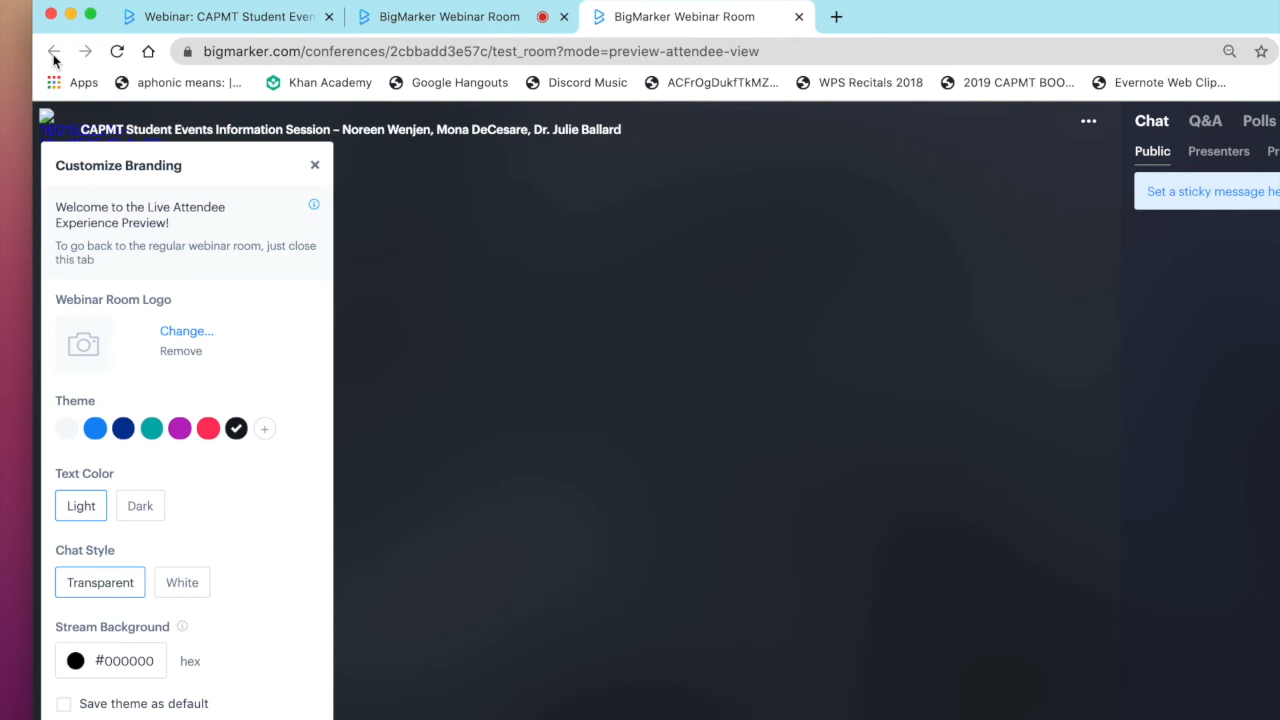 Webinar: CAPMT Student Even
BigMarker Webinar Room
BigMarker Webinar Room
bigmarker.com/conferences/2cbbadd3e57c/test_room?mode=preview-attendee-view
Apps
aphonic means: |...
Khan Academy
Google Hangouts
Discord Music
ACFrOgDukfTkMZ...
WPS Recitals 2018
2019 CAPMT BOO...
Evernote Web Clip...
CAPMT Student Events Information Session – Noreen Wenjen, Mona DeCesare, Dr. Julie Ballard
Chat Q&A Polls
Public Presenters Pr
Set a sticky message he
Customize Branding
Welcome to the Live Attendee
Experience Preview!
To go back to the regular webinar room, just close
this tab
Webinar Room Logo
Change...
Remove
Theme
Text Color
Light Dark
Chat Style
Transparent White
Stream Background
#000000 hex
Save theme as default